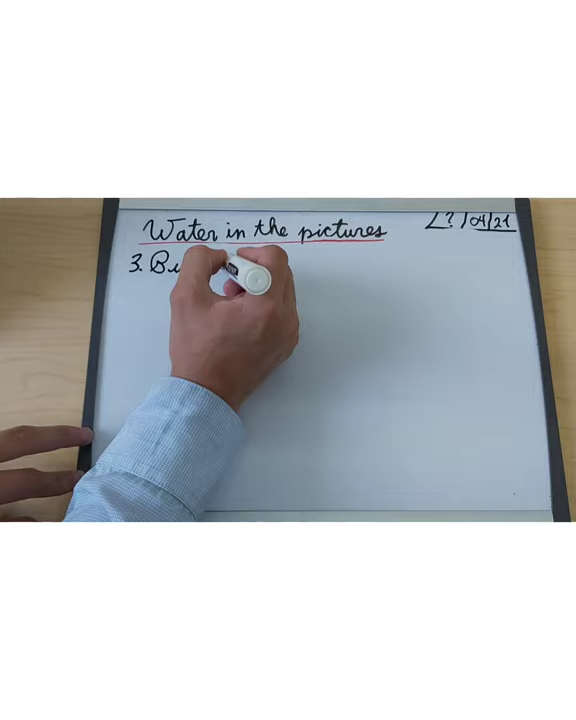 Water in the pictures
L? / 04/21
3.